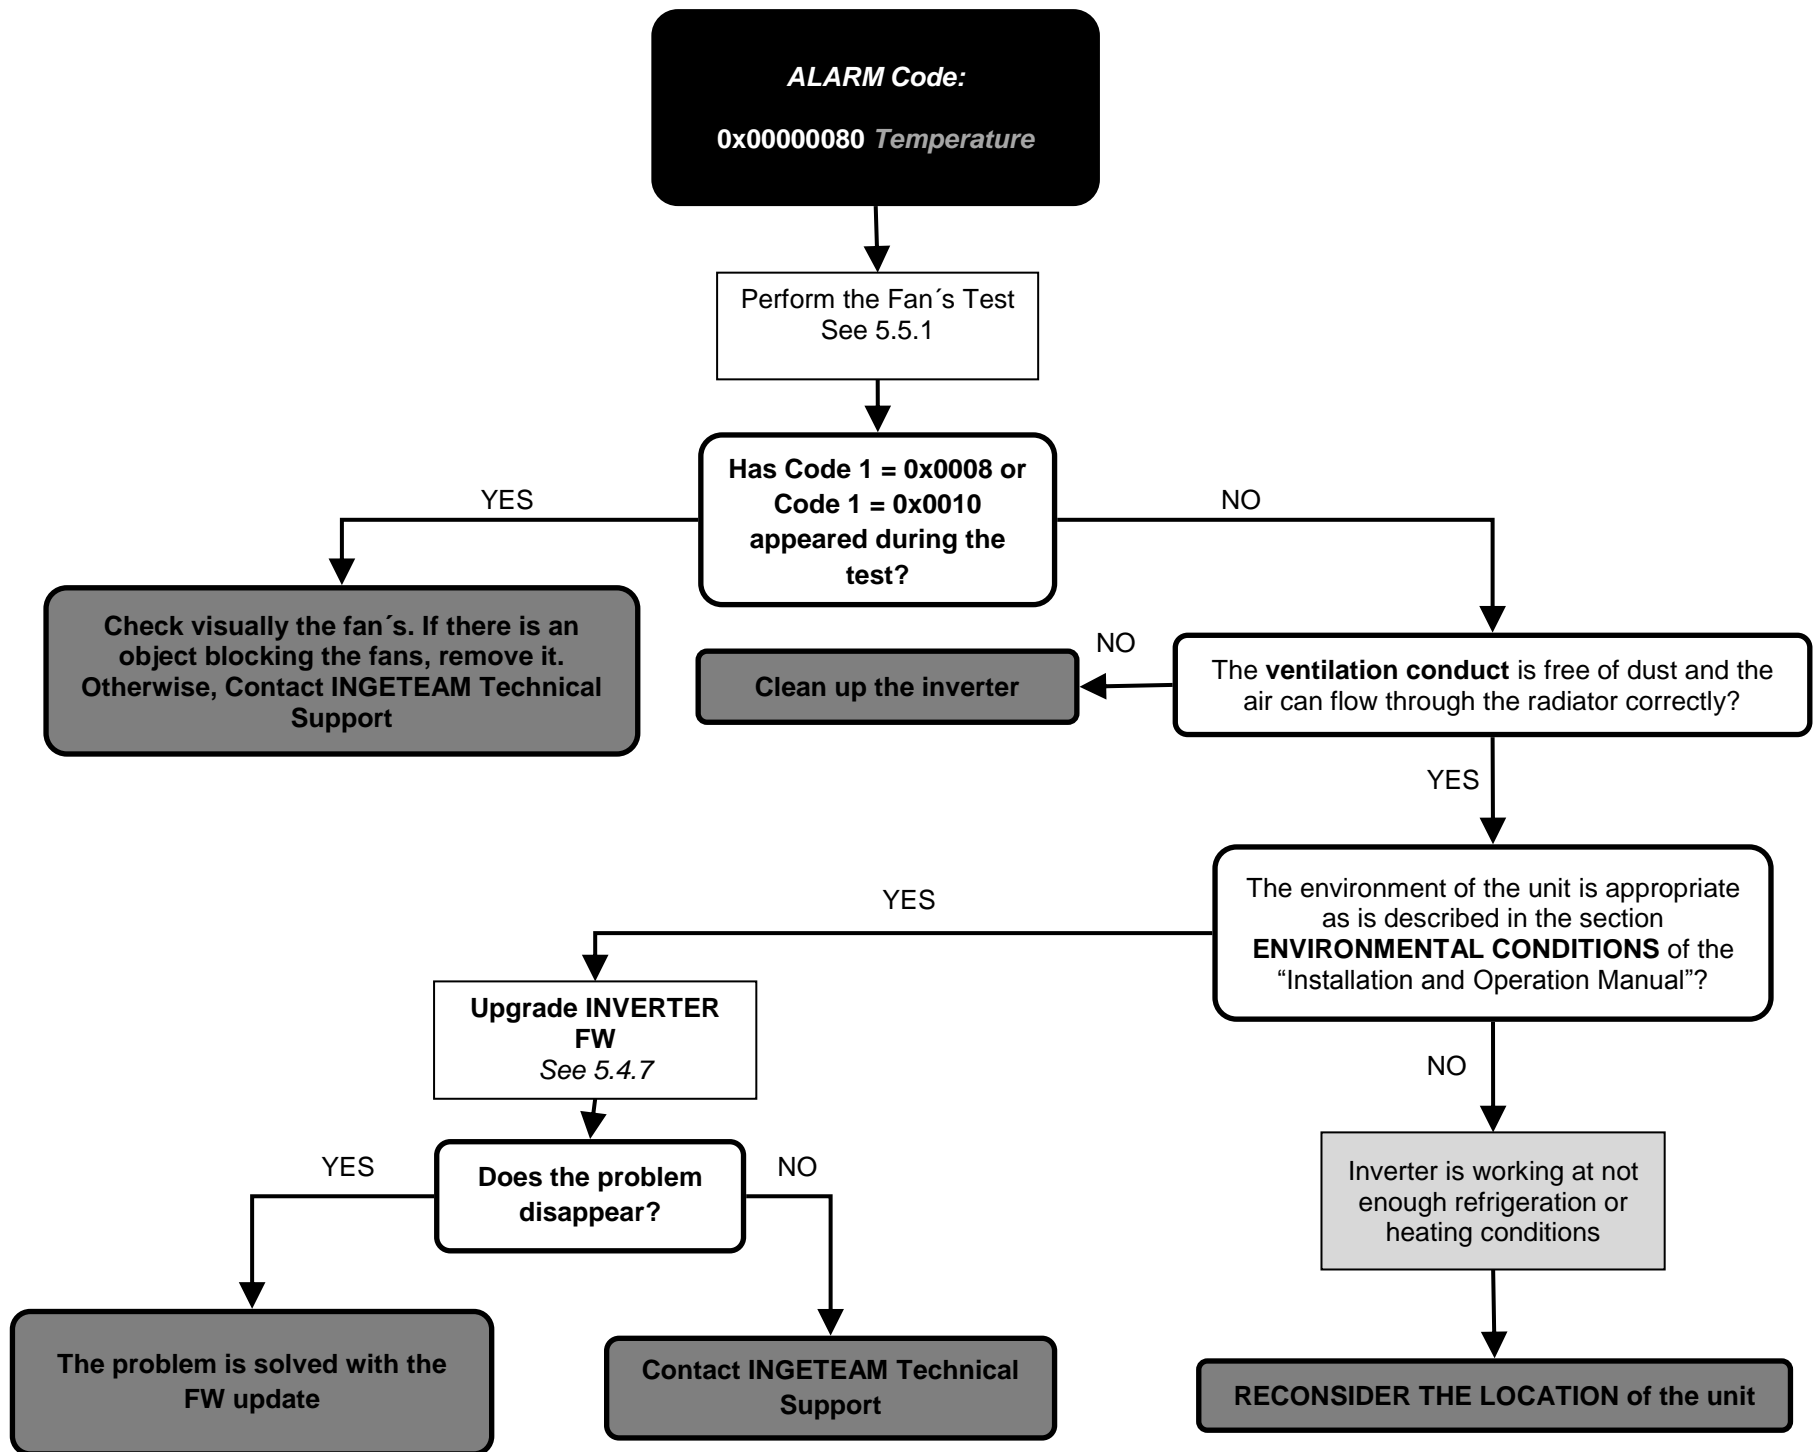 ALARM Code:
0x00000080 Temperature
Perform the Fan´s Test
See 5.5.1
Has Code 1 = 0x0008 or
Code 1 = 0x0010
appeared during the
test?
YES
NO
Check visually the fan´s. If there is an
object blocking the fans, remove it.
Otherwise, Contact INGETEAM Technical
Support
Clean up the inverter
NO
The ventilation conduct is free of dust and the
air can flow through the radiator correctly?
YES
The environment of the unit is appropriate
as is described in the section
ENVIRONMENTAL CONDITIONS of the
“Installation and Operation Manual”?
YES
NO
Upgrade INVERTER
FW
See 5.4.7
Does the problem
disappear?
YES
NO
Inverter is working at not
enough refrigeration or
heating conditions
The problem is solved with the
FW update
Contact INGETEAM Technical
Support
RECONSIDER THE LOCATION of the unit